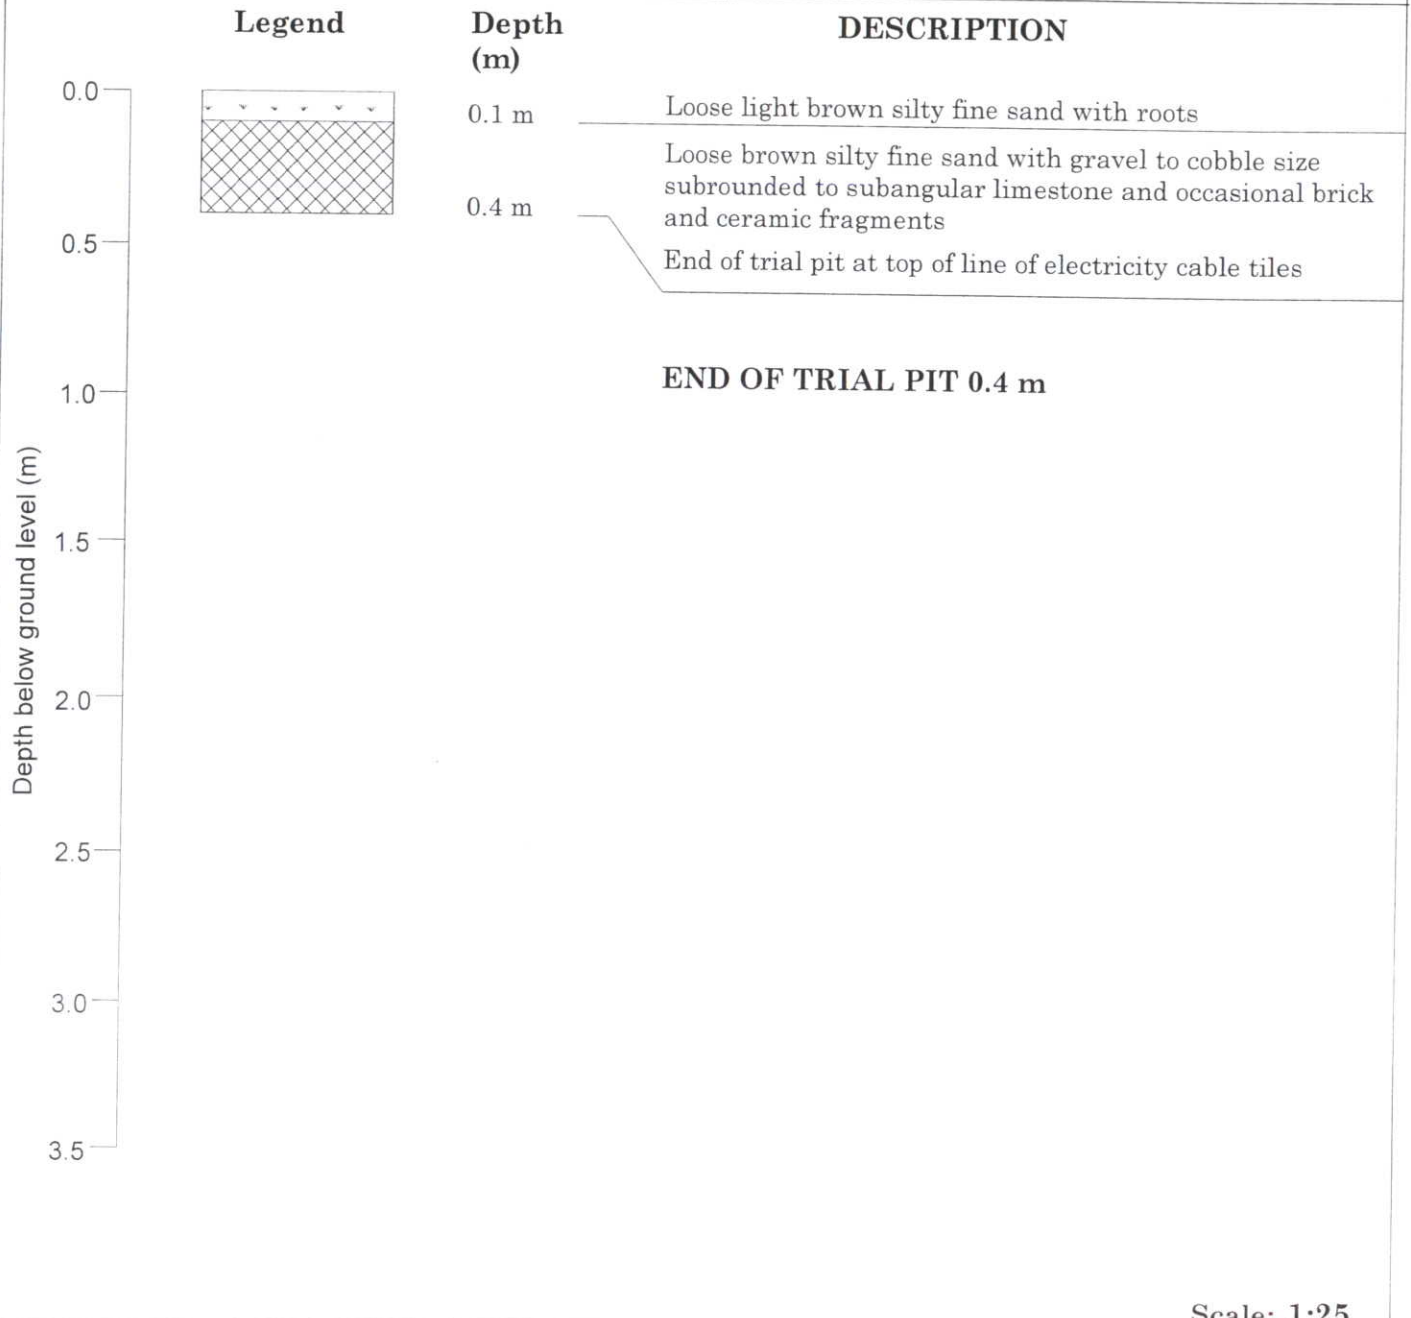 Legend
Depth
(m)
DESCRIPTION
0.0
0.1 m
Loose light brown silty fine sand with roots
Loose brown silty fine sand with gravel to cobble size
subrounded to subangular limestone and occasional brick
and ceramic fragments
0.4 m
0.5
End of trial pit at top of line of electricity cable tiles
END OF TRIAL PIT 0.4 m
1.0
1.5
Depth below ground level (m)
2.0
2.5
3.0
3.5
Scale: 1:25